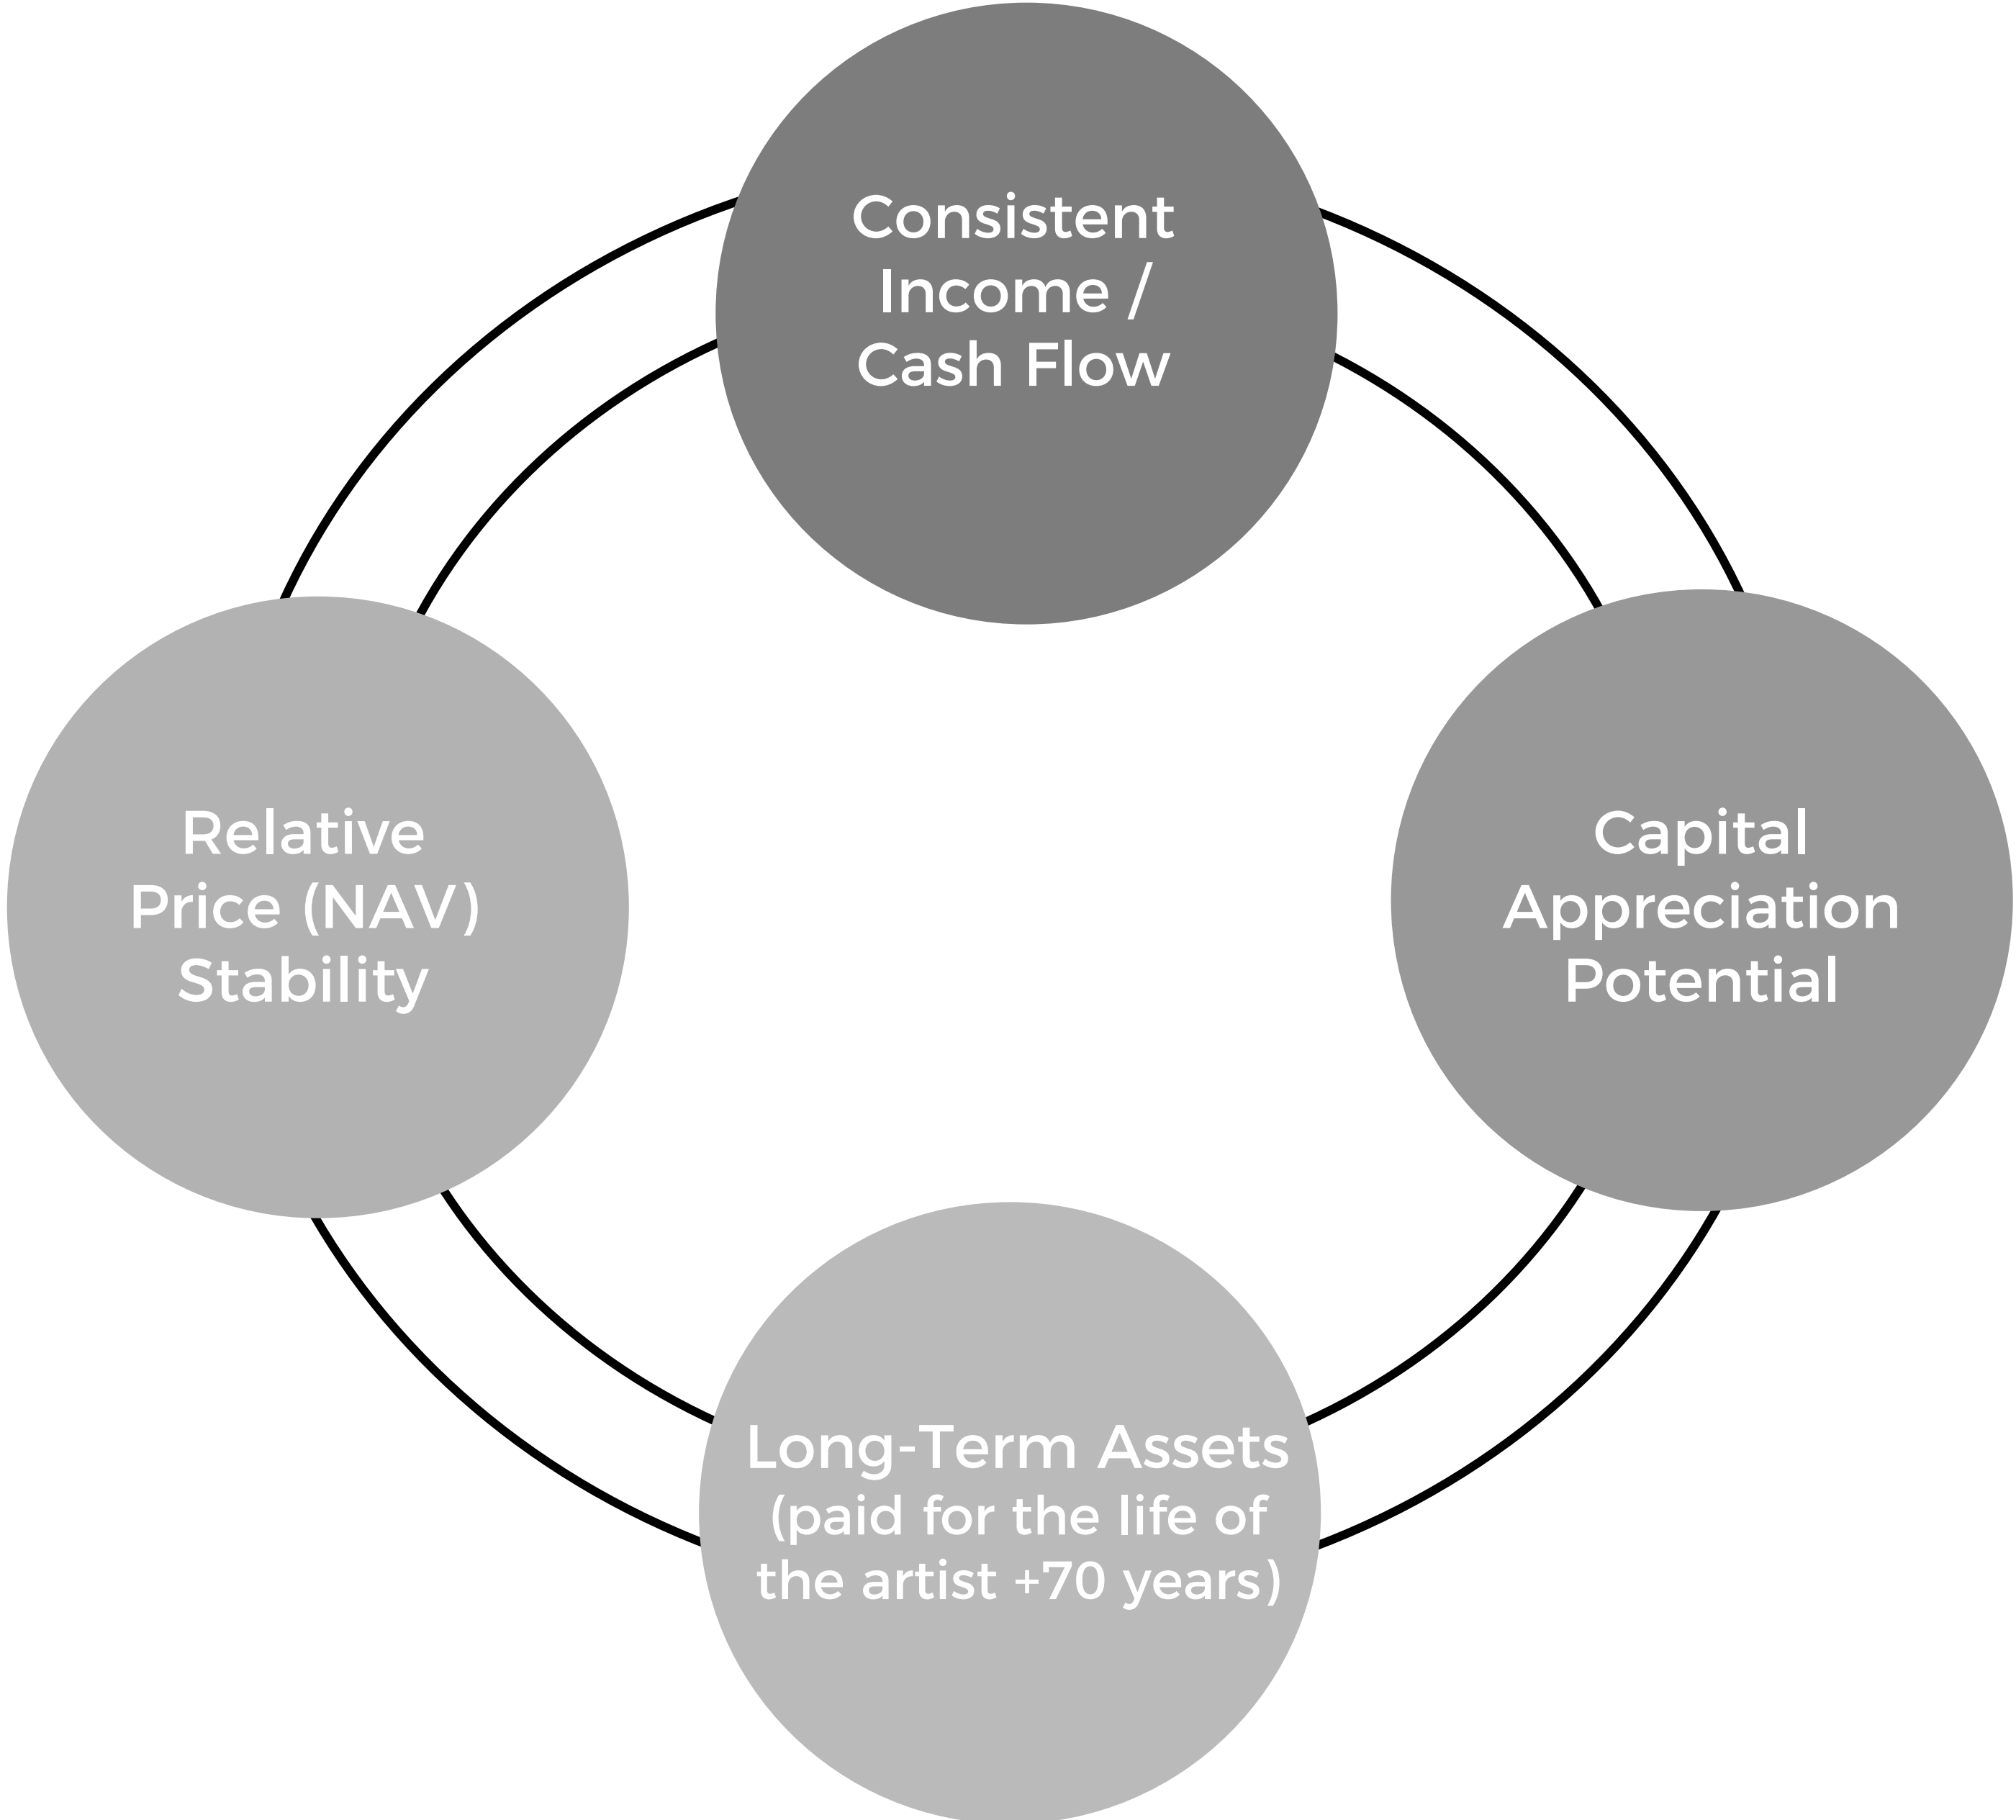 Consistent
Income /
Cash Flow
Relative
Price (NAV)
Stability
Capital
Appreciation
Potential
Long-Term Assets
(paid for the life of
the artist +70 years)